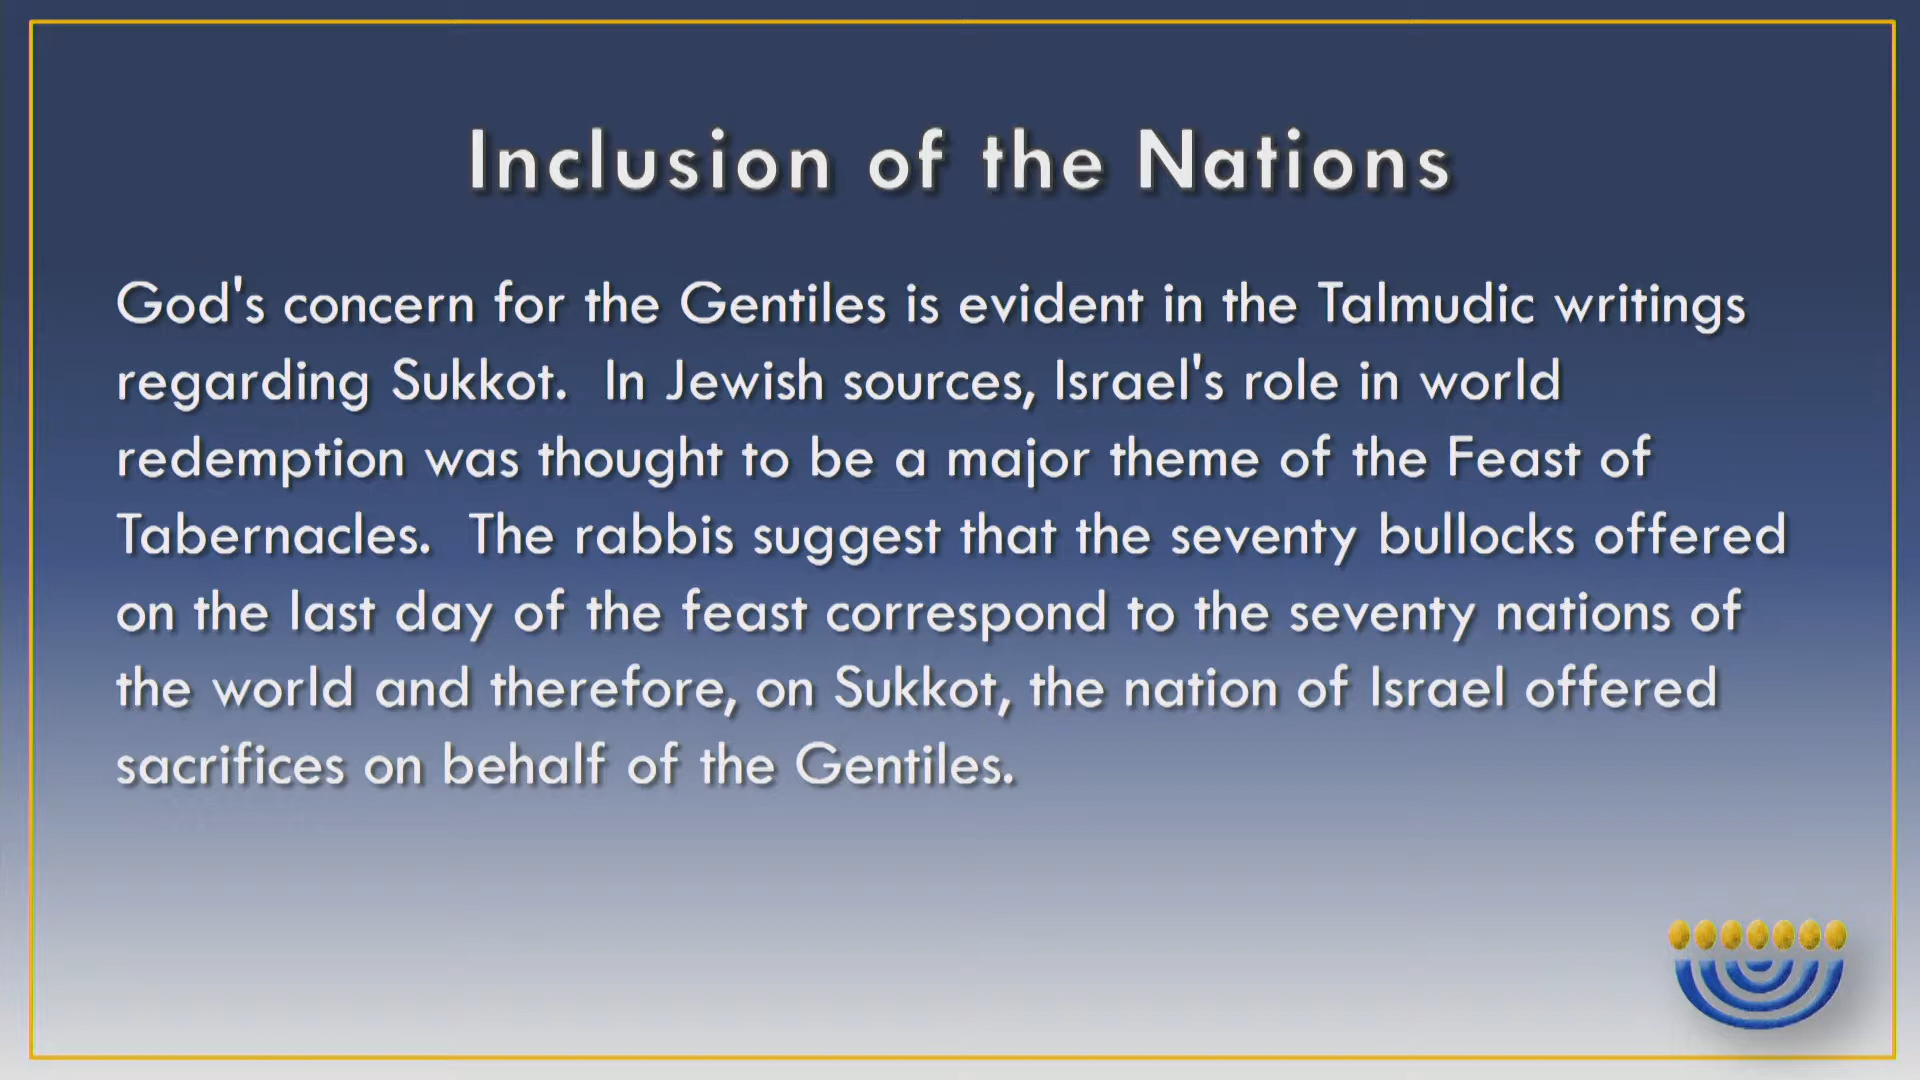 Inclusion of the Nations
God's concern for the Gentiles is evident in the Talmudic writings
regarding Sukkot.  In Jewish sources, Israel's role in world
redemption was thought to be a major theme of the Feast of
Tabernacles.  The rabbis suggest that the seventy bullocks offered
on the last day of the feast correspond to the seventy nations of
the world and therefore, on Sukkot, the nation of Israel offered
sacrifices on behalf of the Gentiles.